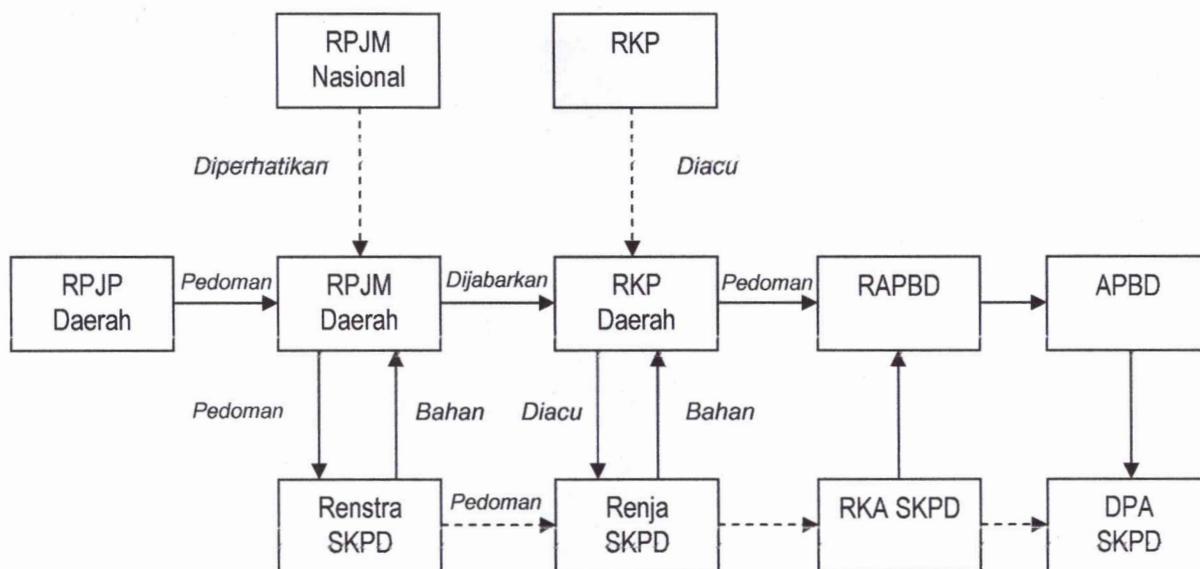 RPJM
Nasional
RKP
Diperhatikan
Diacu
RPJP
Daerah
Pedoman
RPJM
Daerah
Dijabarkan
RKP
Daerah
Pedoman
RAPBD
APBD
Pedoman
Bahan
Diacu
Bahan
Renstra
SKPD
Pedoman
Renja
SKPD
RKA SKPD
DPA
SKPD